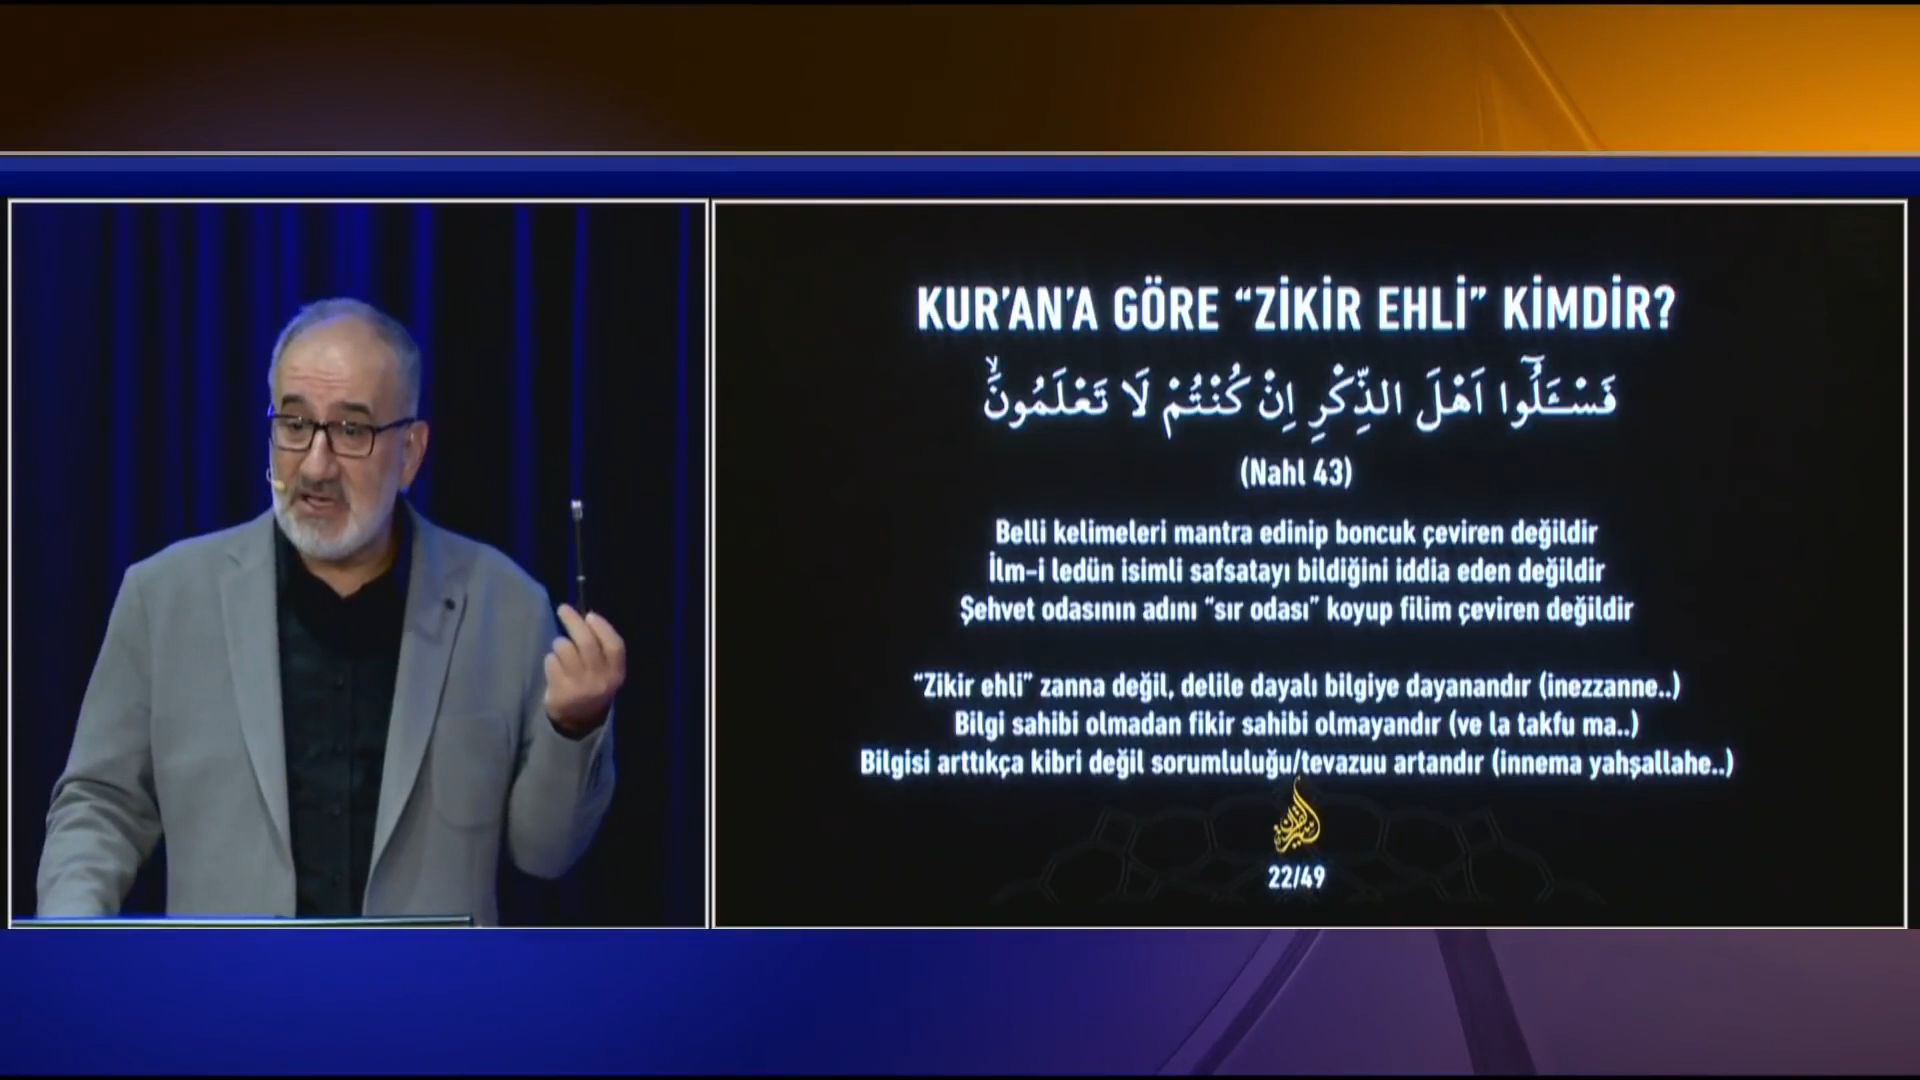 KUR'AN'A GÖRE “ZİKİR EHLİ” KİMDİR?
فَسْـَٔلُٓوا اَهْلَ الذِّكْرِ اِنْ كُنْتُمْ لَا تَعْلَمُونَۙ
(Nahl 43)
Belli kelimeleri mantra edinip boncuk çeviren değildir
İlm-i ledün isimli safsatayı bildiğini iddia eden değildir
Şehvet odasının adını “sır odası” koyup filim çeviren değildir
“Zikir ehli” zanna değil, delile dayalı bilgiye dayanandır (inezzanne..)
Bilgi sahibi olmadan fikir sahibi olmayandır (ve la takfu ma..)
Bilgisi arttıkça kibri değil sorumluluğu/tevazuu artandır (innema yahşallahe..)
22/49